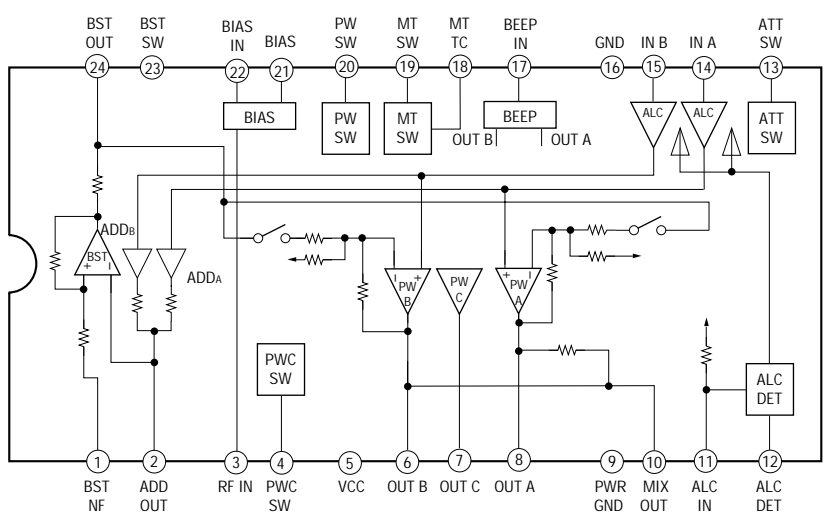 BST OUT
BST SW
BIAS IN
BIAS
PW SW
MT SW
MT TC
BEEP IN
GND
IN B
IN A
ATT SW
24
23
22
21
20
19
18
17
16
15
14
13
BIAS
PW SW
MT SW
BEEP
OUT B
OUT A
ALC
ALC
ATT SW
ADDB
BST
+ −
ADDA
− +
PW B
PW C
+ −
PW A
PWC SW
ALC DET
1
2
3
4
5
6
7
8
9
10
11
12
BST NF
ADD OUT
RF IN
PWC SW
VCC
OUT B
OUT C
OUT A
PWR GND
MIX OUT
ALC IN
ALC DET